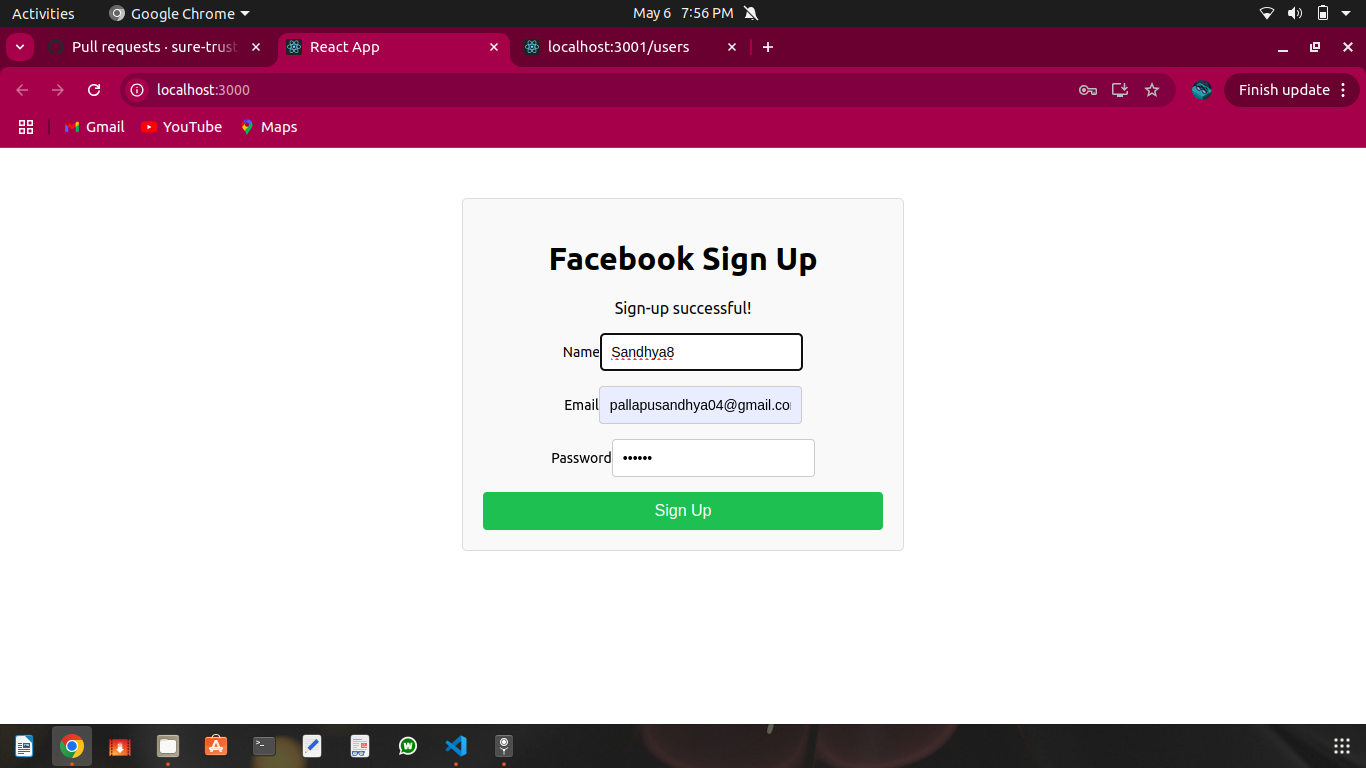 Activities
Google Chrome
May 6 7:56 PM
Pull requests · sure-trust
React App
localhost:3001/users
localhost:3000
Finish update
Gmail
YouTube
Maps
Facebook Sign Up
Sign-up successful!
Name Sandhya8
Email pallapusandhya04@gmail.co
Password ••••••
Sign Up